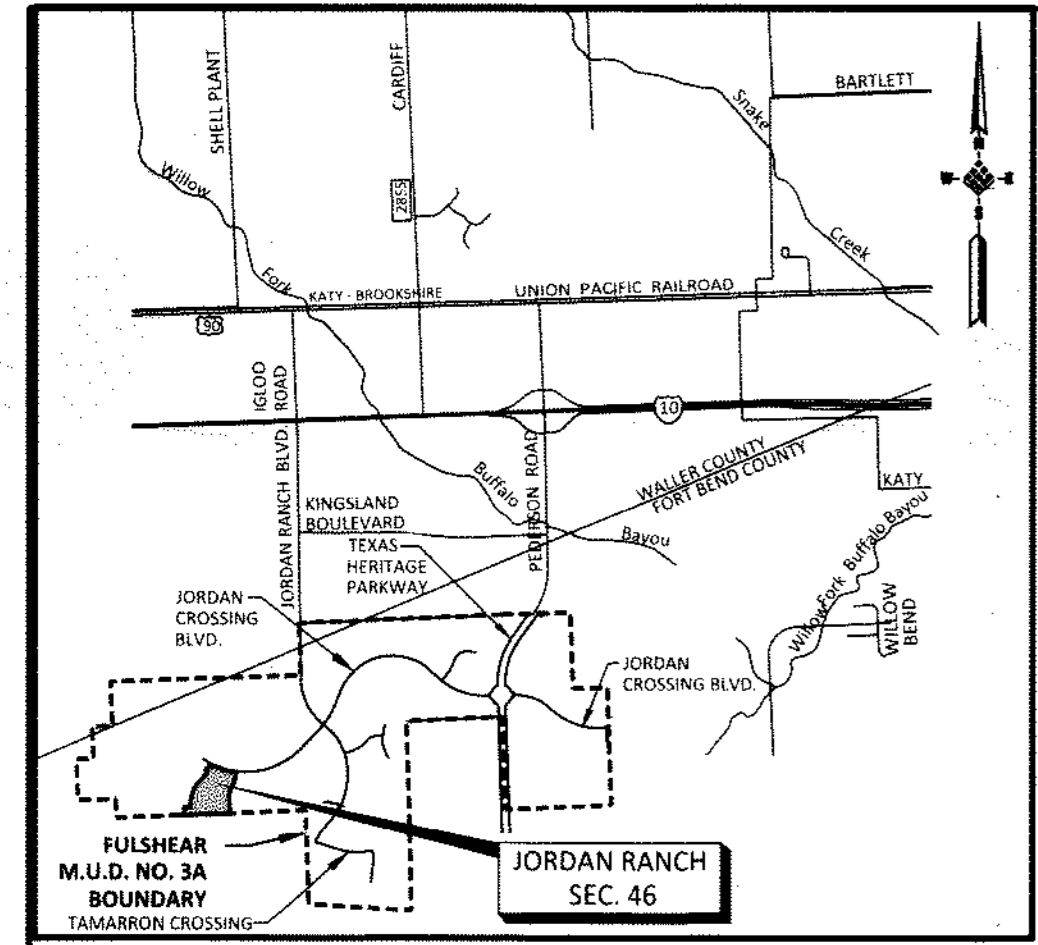 BARTLETT
SHELL PLANT
CARDIFF
Snake
Creek
Willow
Fork
2855
N
W
S
KATY - BROOKSHIRE
UNION PACIFIC RAILROAD
90
IGLOO
ROAD
10
JORDAN RANCH BLVD.
Buffalo
Bayou
PEDERSON ROAD
WALLER COUNTY
FORT BEND COUNTY
KATY
KINGSLAND
BOULEVARD
TEXAS
HERITAGE
PARKWAY
Willow Fork Buffalo Bayou
WILLOW
BEND
JORDAN
CROSSING
BLVD.
JORDAN
CROSSING BLVD.
FULSHEAR
M.U.D. NO. 3A
BOUNDARY
TAMARRON CROSSING
JORDAN RANCH
SEC. 46